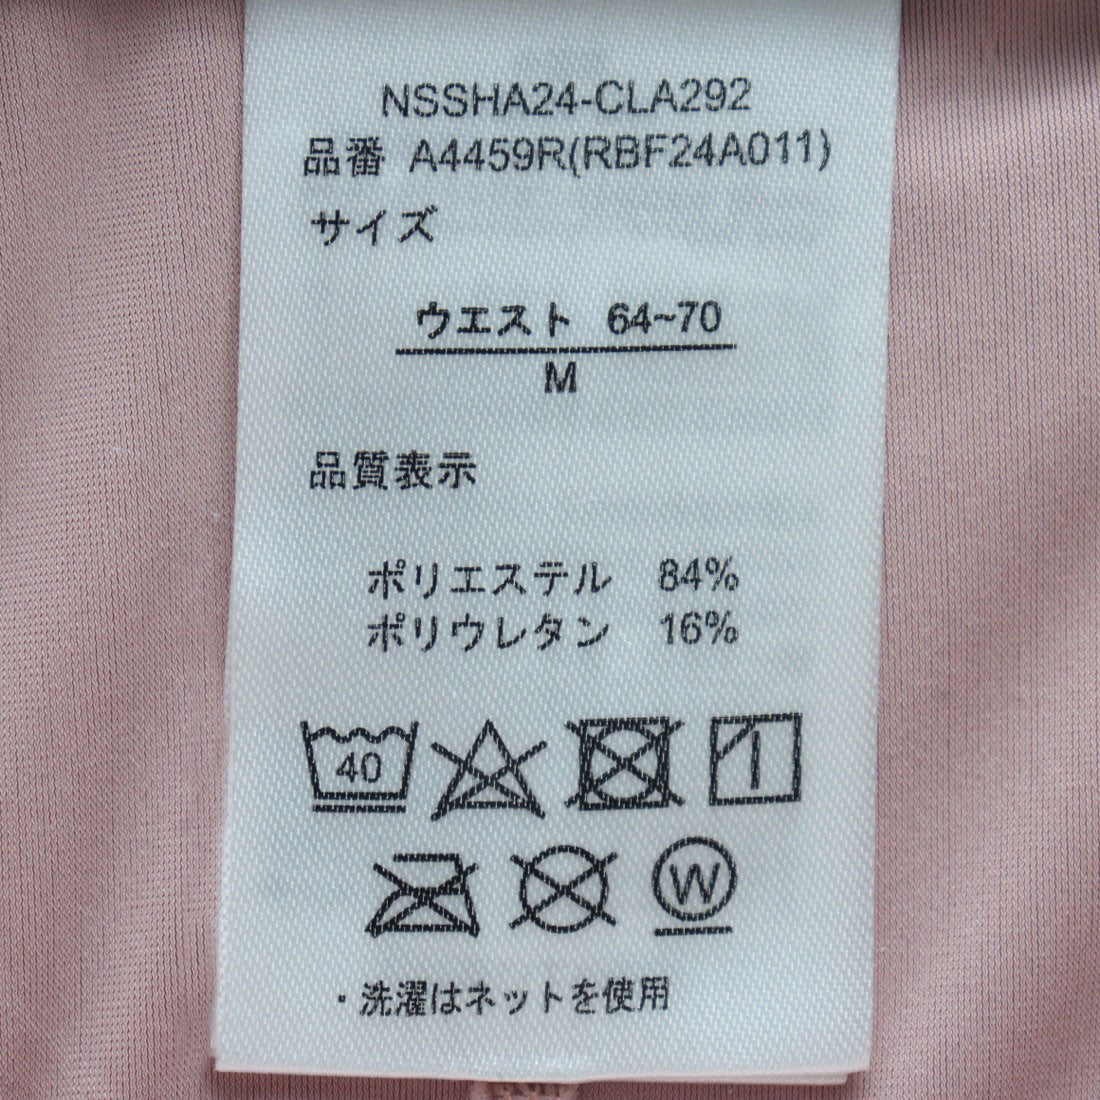 NSSHA24-CLA292
品番 A4459R(RBF24A011)
サイズ
ウエスト 64~70
M
品質表示
ポリエステル 84%
ポリウレタン 16%
40
W
・洗濯はネットを使用